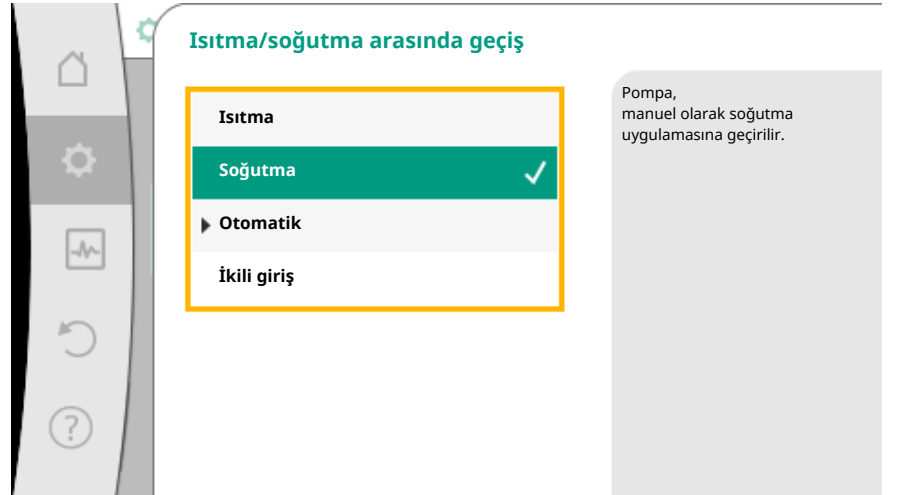 Isıtma/soğutma arasında geçiş
Isıtma
Soğutma
Otomatik
İkili giriş
Pompa,
manuel olarak soğutma
uygulamasına geçirilir.
?